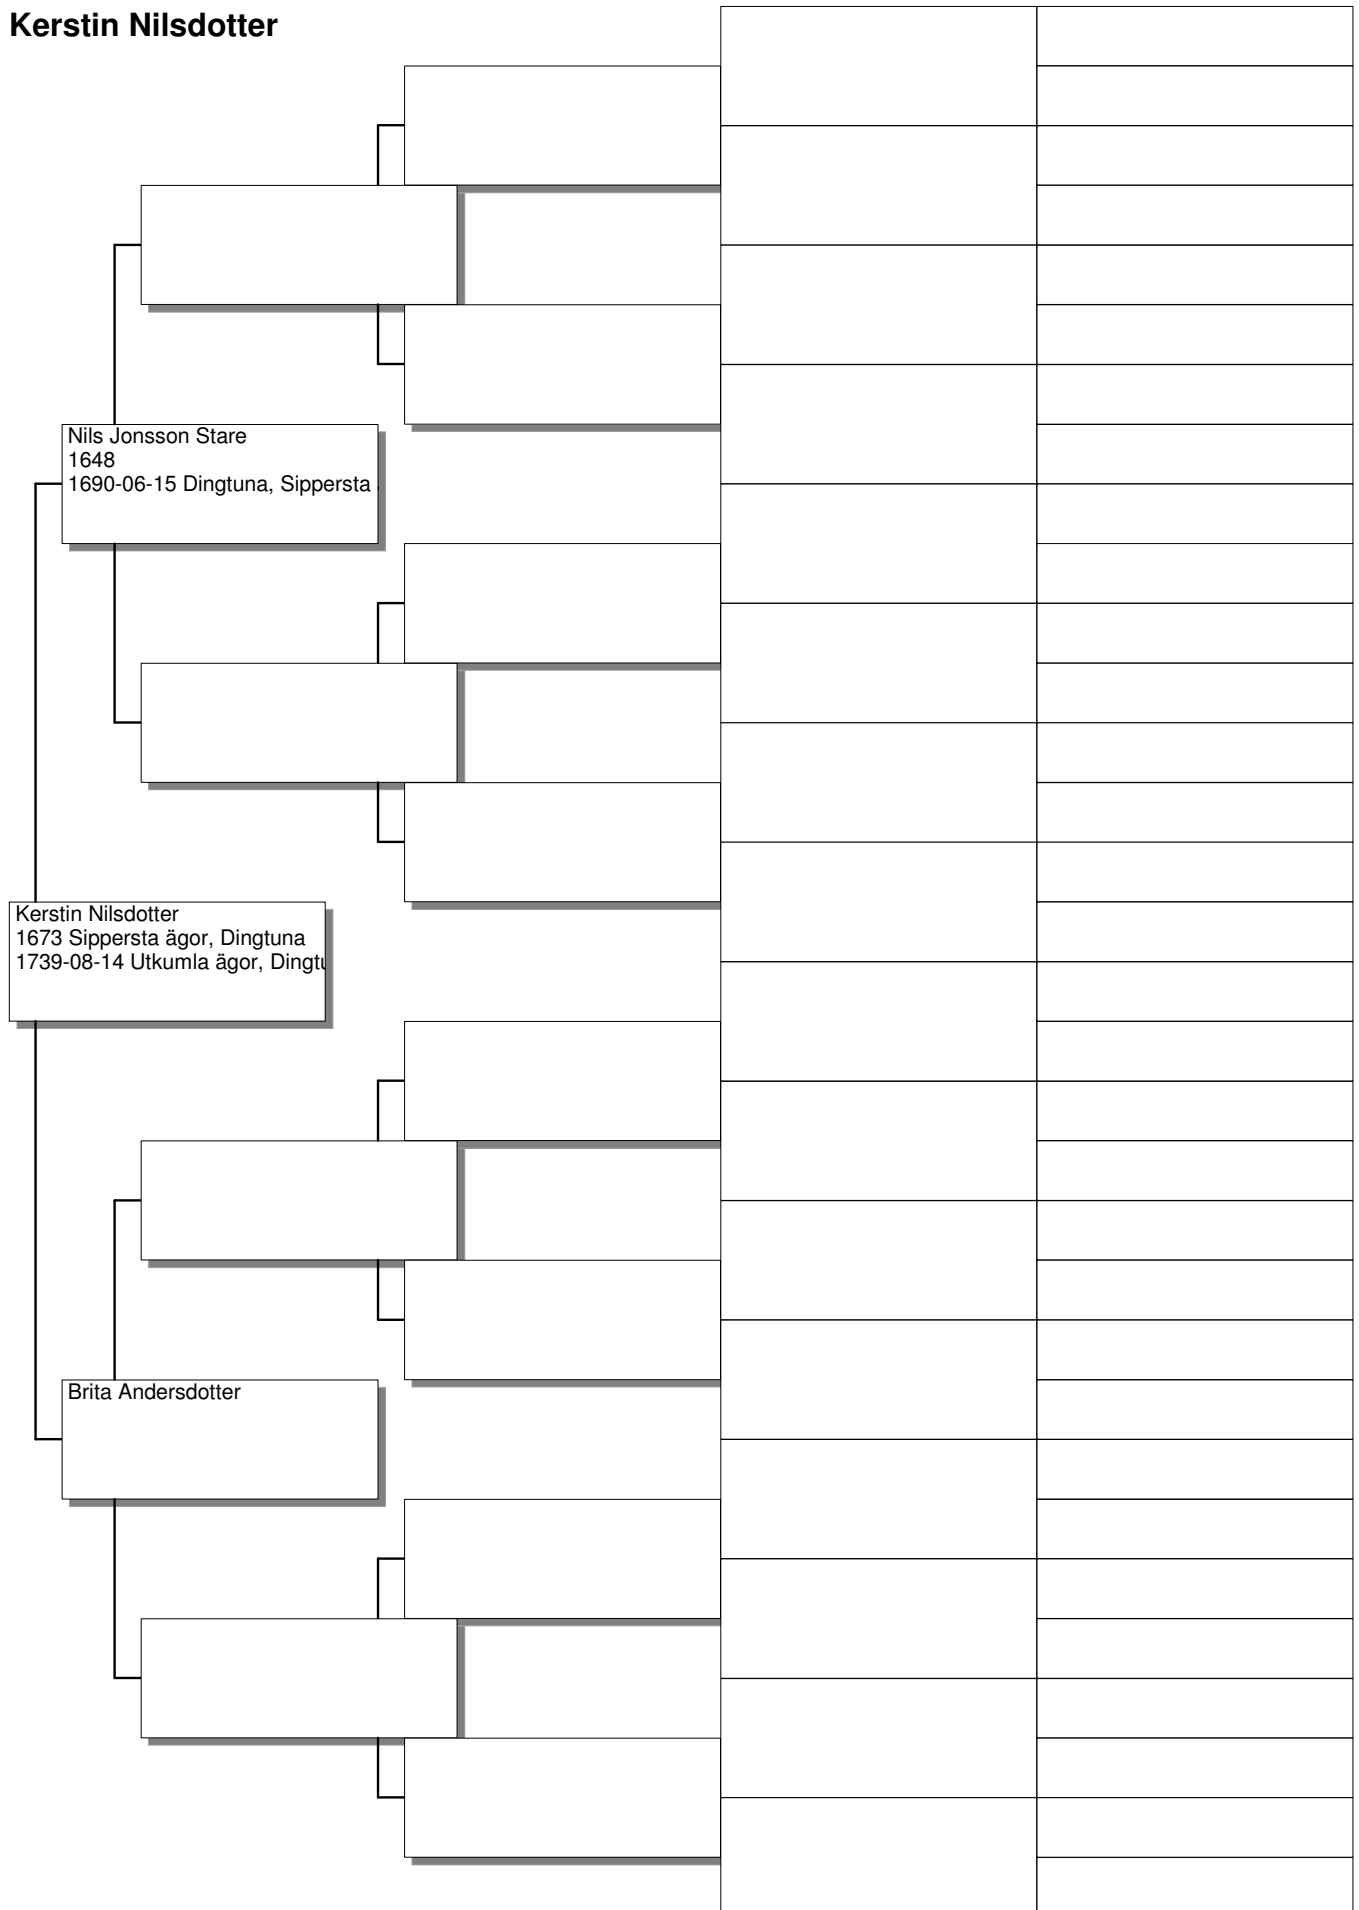 Kerstin Nilsdotter
Nils Jonsson Stare
1648
1690-06-15 Dingtuna, Sippersta
Kerstin Nilsdotter
1673 Sippersta ägor, Dingtuna
1739-08-14 Utkumla ägor, Dingtu
Brita Andersdotter